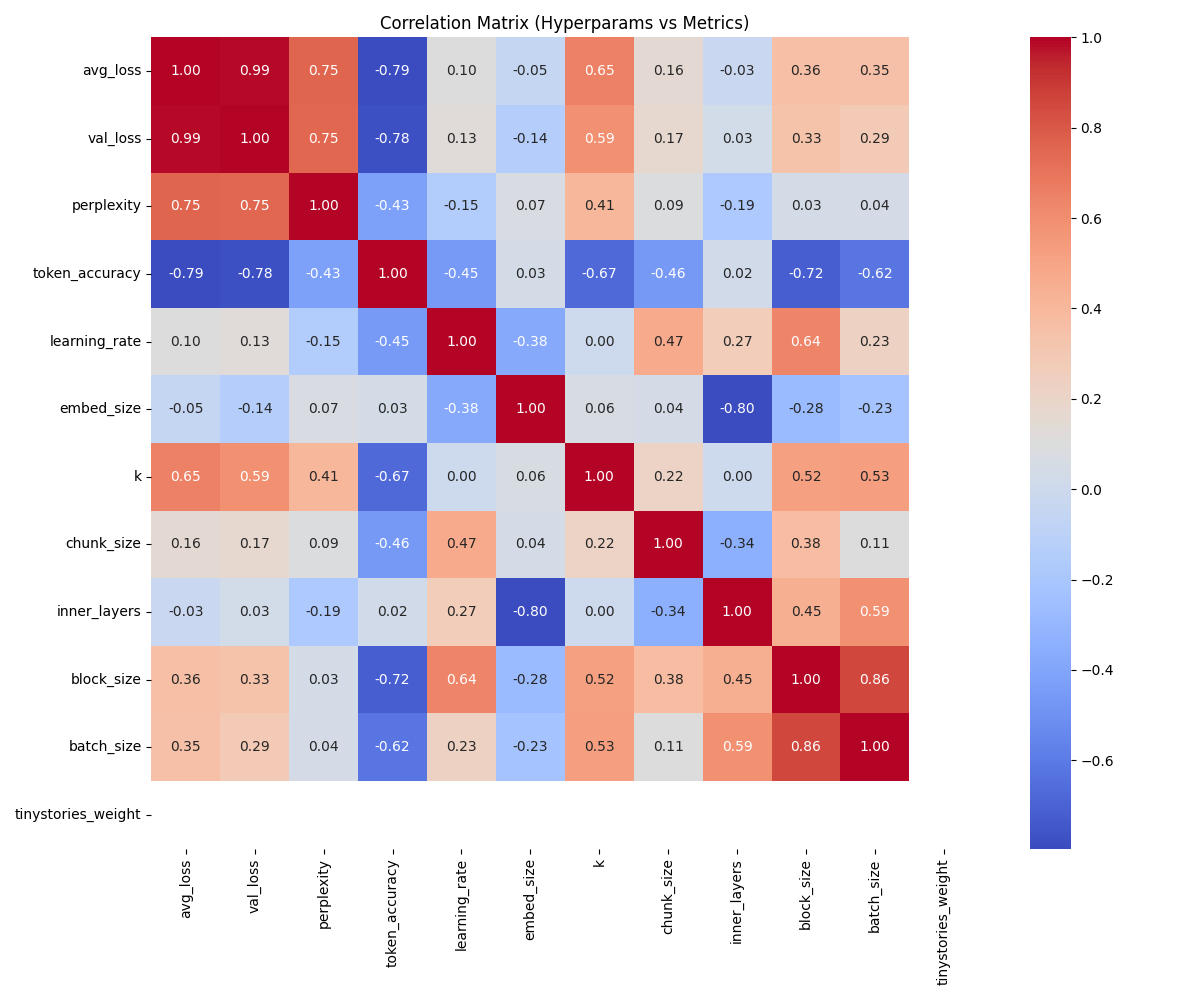 Correlation Matrix (Hyperparams vs Metrics)
avg_loss 1.00 0.99 0.75 -0.79 0.10 -0.05 0.65 0.16 -0.03 0.36 0.35
val_loss 0.99 1.00 0.75 -0.78 0.13 -0.14 0.59 0.17 0.03 0.33 0.29
perplexity 0.75 0.75 1.00 -0.43 -0.15 0.07 0.41 0.09 -0.19 0.03 0.04
token_accuracy -0.79 -0.78 -0.43 1.00 -0.45 0.03 -0.67 -0.46 0.02 -0.72 -0.62
learning_rate 0.10 0.13 -0.15 -0.45 1.00 -0.38 0.00 0.47 0.27 0.64 0.23
embed_size -0.05 -0.14 0.07 0.03 -0.38 1.00 0.06 0.04 -0.80 -0.28 -0.23
k 0.65 0.59 0.41 -0.67 0.00 0.06 1.00 0.22 0.00 0.52 0.53
chunk_size 0.16 0.17 0.09 -0.46 0.47 0.04 0.22 1.00 -0.34 0.38 0.11
inner_layers -0.03 0.03 -0.19 0.02 0.27 -0.80 0.00 -0.34 1.00 0.45 0.59
block_size 0.36 0.33 0.03 -0.72 0.64 -0.28 0.52 0.38 0.45 1.00 0.86
batch_size 0.35 0.29 0.04 -0.62 0.23 -0.23 0.53 0.11 0.59 0.86 1.00
tinystories_weight
avg_loss
val_loss
perplexity
token_accuracy
learning_rate
embed_size
k
chunk_size
inner_layers
block_size
batch_size
tinystories_weight
1.0
0.8
0.6
0.4
0.2
0.0
−0.2
−0.4
−0.6